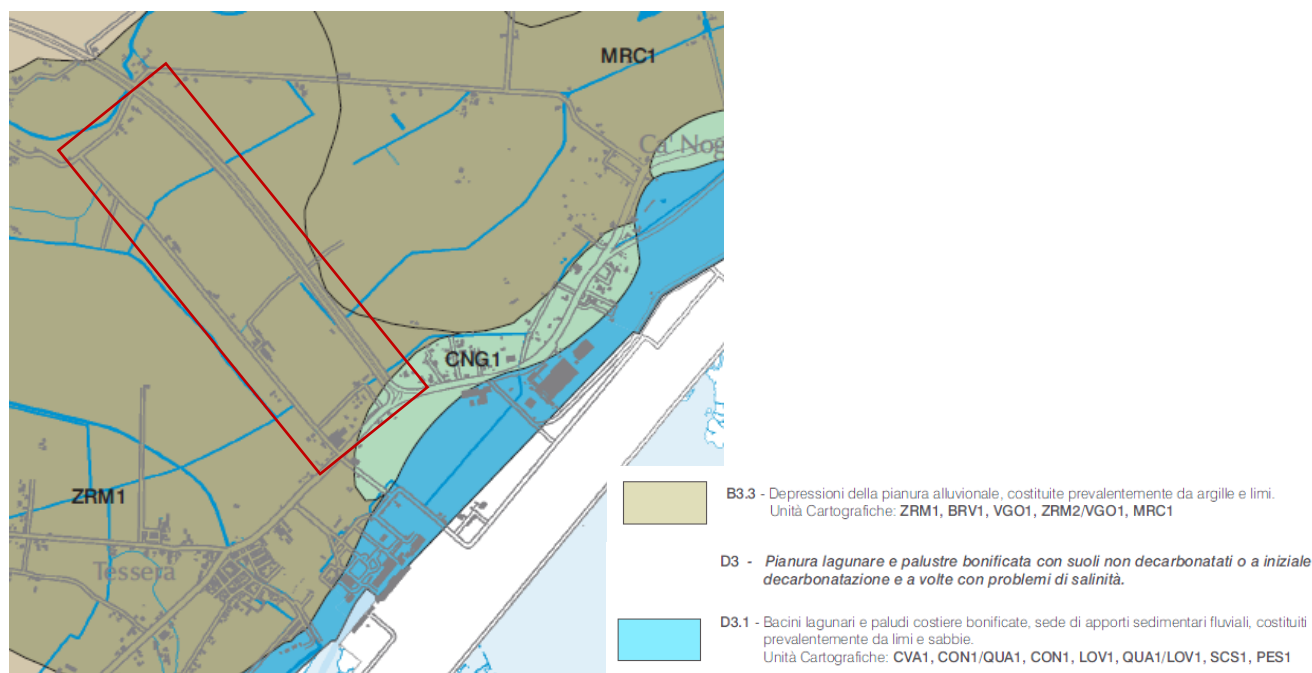 MRC1
Ca' Nog
CNG1
ZRM1
Tessera
B3.3 - Depressioni della pianura alluvionale, costituite prevalentemente da argille e limi.
Unità Cartografiche: ZRM1, BRV1, VGO1, ZRM2/VGO1, MRC1
D3 - Pianura lagunare e palustre bonificata con suoli non decarbonatati o a iniziale
decarbonatazione e a volte con problemi di salinità.
D3.1 - Bacini lagunari e paludi costiere bonificate, sede di apporti sedimentari fluviali, costituiti
prevalentemente da limi e sabbie.
Unità Cartografiche: CVA1, CON1/QUA1, CON1, LOV1, QUA1/LOV1, SCS1, PES1